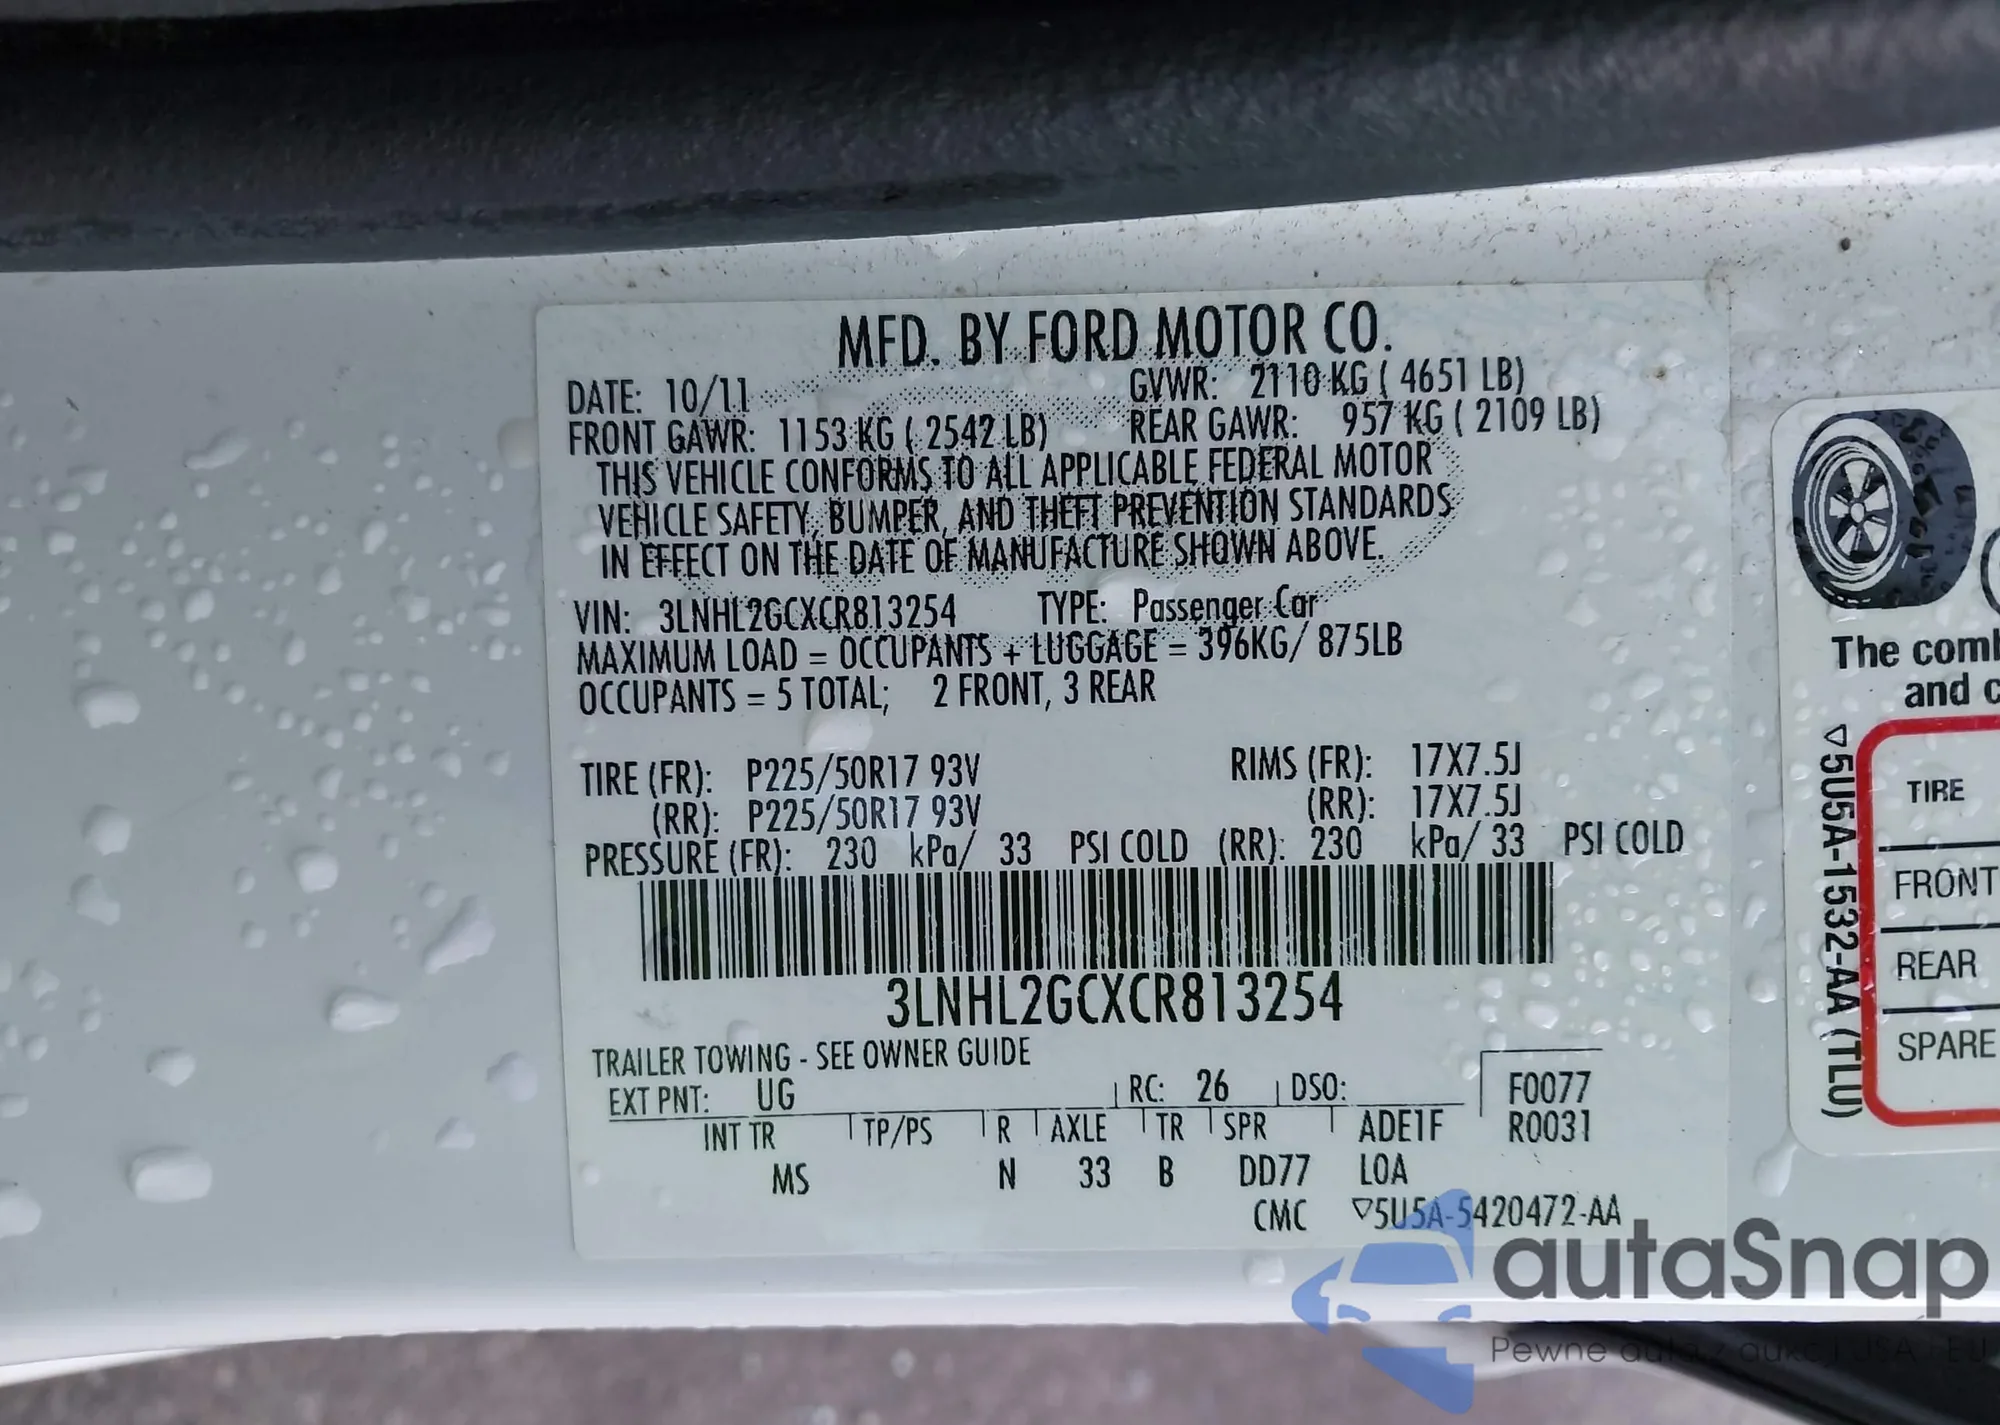 MFD. BY FORD MOTOR CO.
DATE: 10/11 GVWR: 2110 KG ( 4651 LB)
FRONT GAWR: 1153 KG ( 2542 LB) REAR GAWR: 957 KG ( 2109 LB)
THIS VEHICLE CONFORMS TO ALL APPLICABLE FEDERAL MOTOR
VEHICLE SAFETY, BUMPER, AND THEFT PREVENTION STANDARDS
IN EFFECT ON THE DATE OF MANUFACTURE SHOWN ABOVE.
VIN: 3LNHL2GCXCR813254 TYPE: Passenger Car
MAXIMUM LOAD = OCCUPANTS + LUGGAGE = 396KG/ 875LB
OCCUPANTS = 5 TOTAL; 2 FRONT, 3 REAR
TIRE (FR): P225/50R17 93V RIMS (FR): 17X7.5J
(RR): P225/50R17 93V (RR): 17X7.5J
PRESSURE (FR): 230 kPa/ 33 PSI COLD (RR): 230 kPa/ 33 PSI COLD
3LNHL2GCXCR813254
TRAILER TOWING - SEE OWNER GUIDE
EXT PNT: UG RC: 26 DSO: F0077
INT TR TP/PS R AXLE TR SPR ADE1F R0031
MS N 33 B DD77 LOA
CMC ▽5U5A-5420472-AA
The comb
and c
▽5U5A-1532-AA (TLU)
TIRE
FRONT
REAR
SPARE
autaSnap
Pewne auta z aukcji USA EU